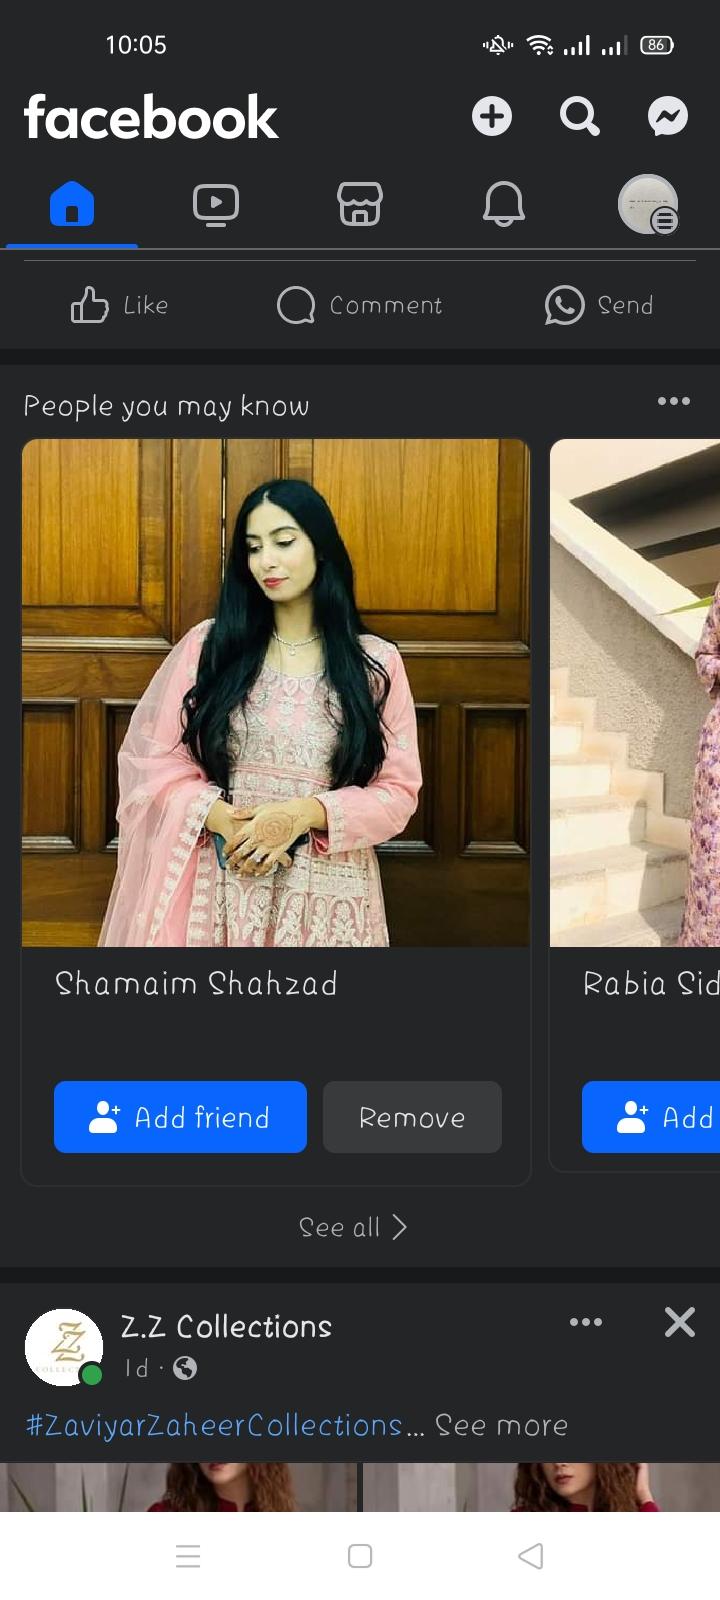 10:05
86
facebook
Like
Comment
Send
People you may know
Shamaim Shahzad
Rabia Sid
Add friend
Remove
Add
See all
Z.Z Collections
1d ·
#ZaviyarZaheerCollections... See more